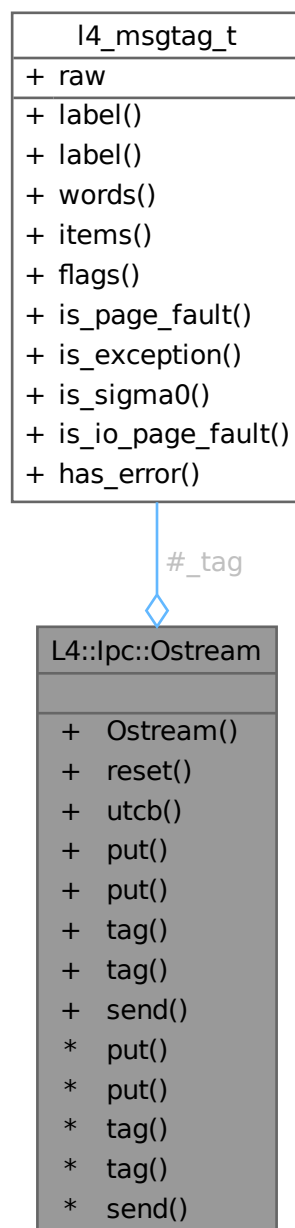 l4_msgtag_t
+ raw
+ label()
+ label()
+ words()
+ items()
+ flags()
+ is_page_fault()
+ is_exception()
+ is_sigma0()
+ is_io_page_fault()
+ has_error()
#_tag
L4::Ipc::Ostream
+ Ostream()
+ reset()
+ utcb()
+ put()
+ put()
+ tag()
+ tag()
+ send()
* put()
* put()
* tag()
* tag()
* send()